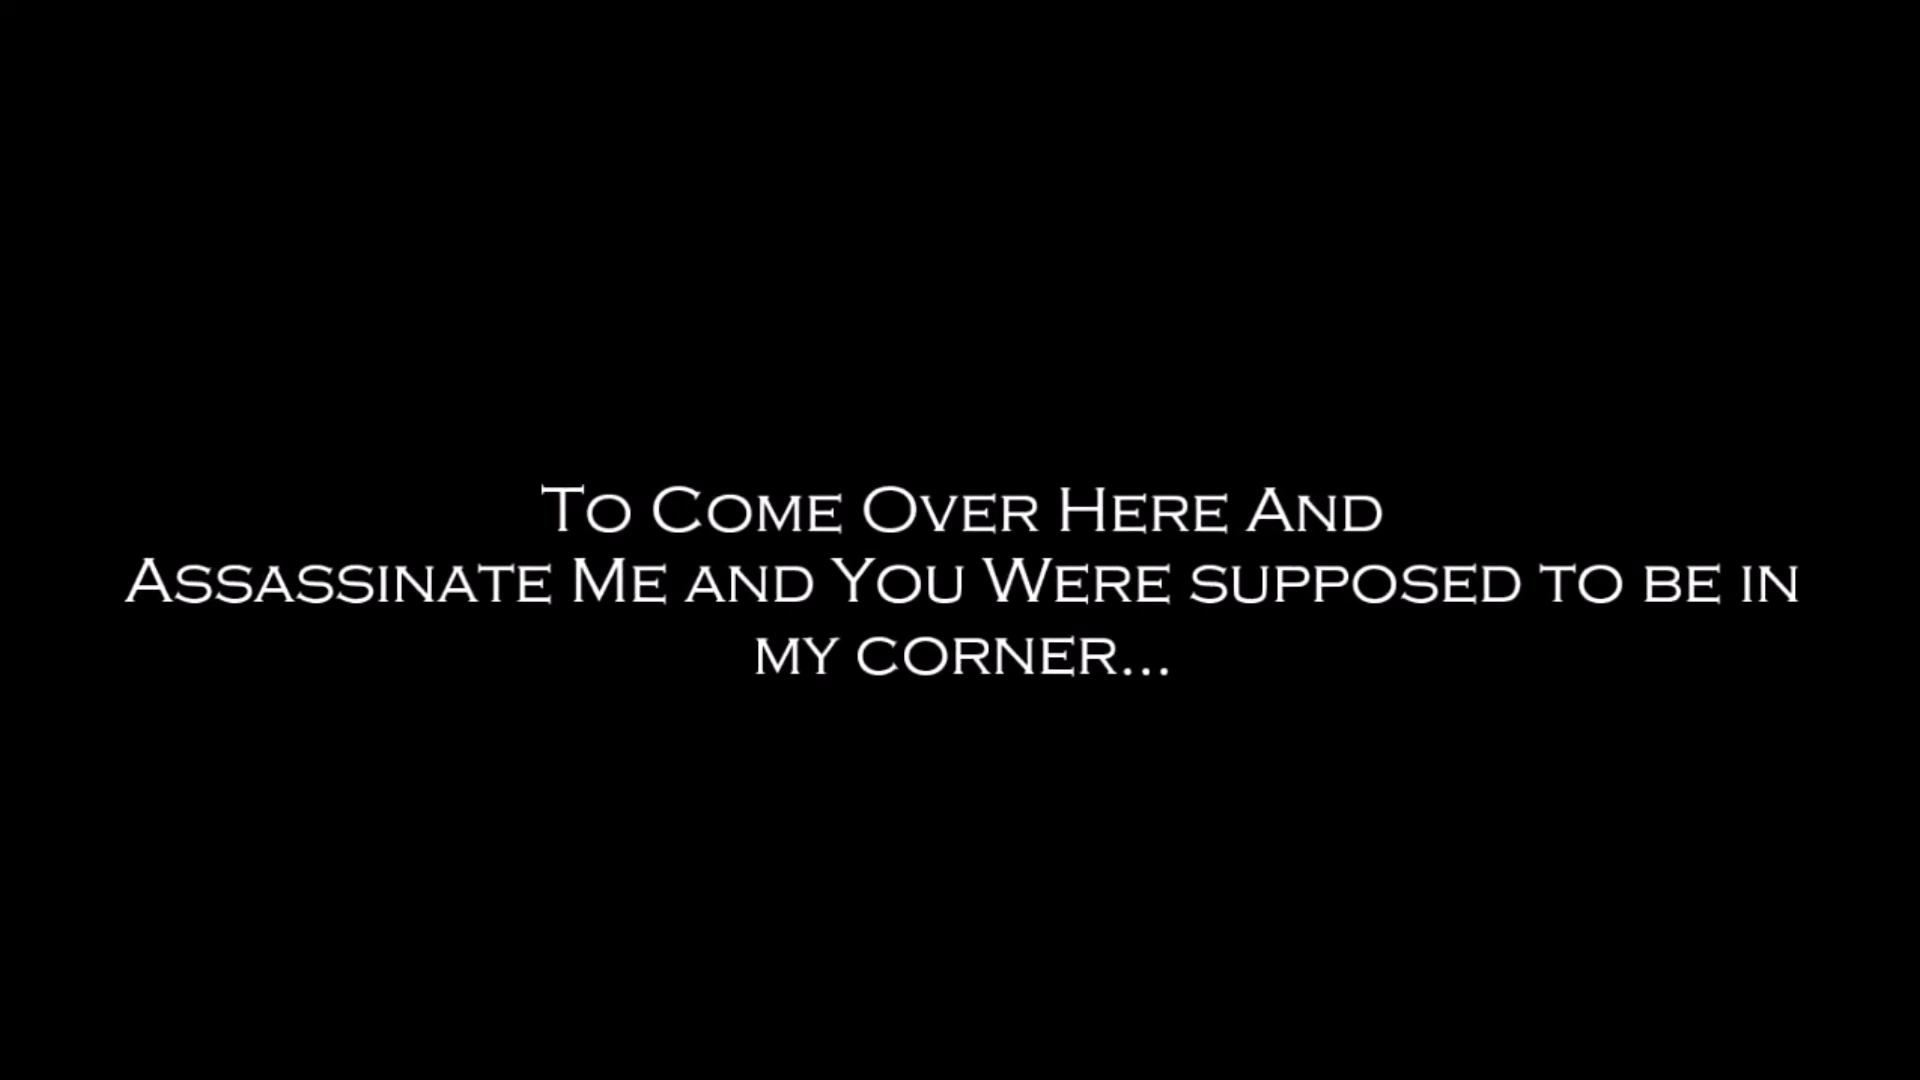 To Come Over Here And
Assassinate Me and You Were supposed to be in
my corner...